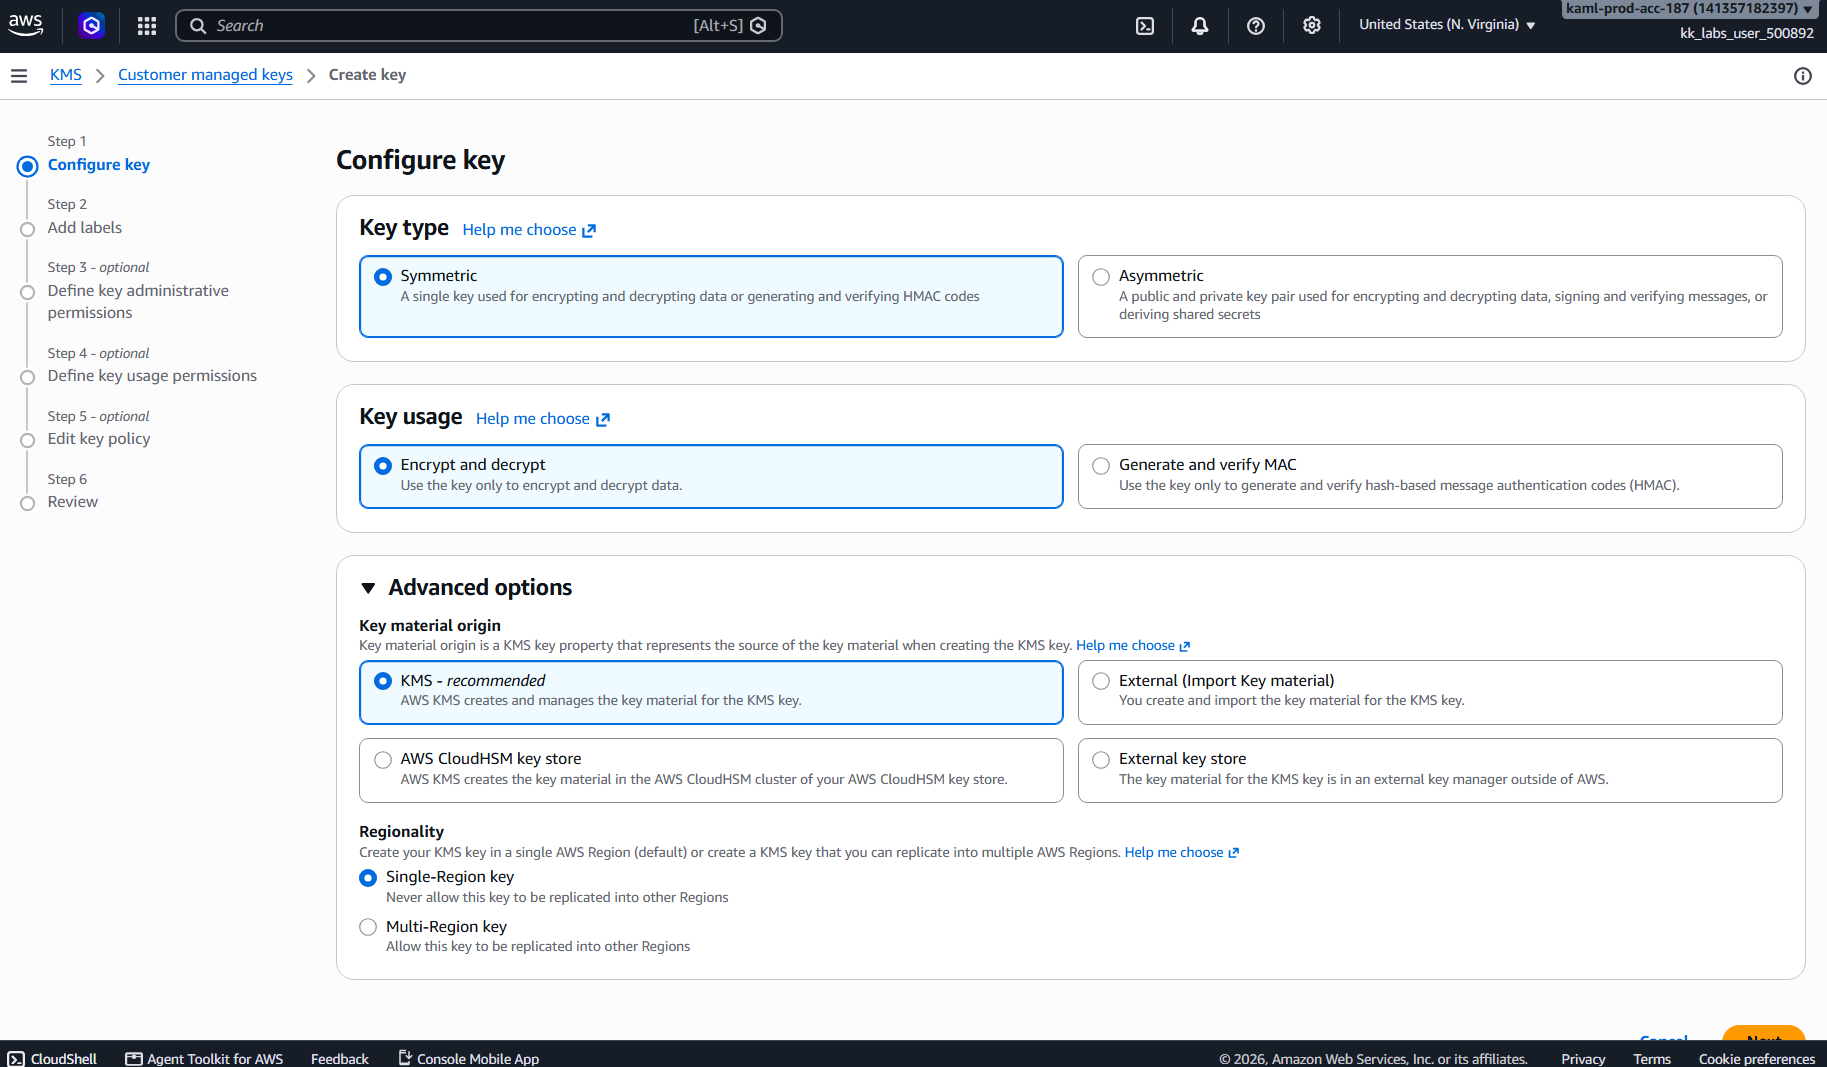 aws
Search
[Alt+S]
United States (N. Virginia)
kaml-prod-acc-187 (141357182397)
kk_labs_user_500892
KMS
Customer managed keys
Create key
Step 1
Configure key
Step 2
Add labels
Step 3 - optional
Define key administrative
permissions
Step 4 - optional
Define key usage permissions
Step 5 - optional
Edit key policy
Step 6
Review
Configure key
Key type
Help me choose
Symmetric
A single key used for encrypting and decrypting data or generating and verifying HMAC codes
Asymmetric
A public and private key pair used for encrypting and decrypting data, signing and verifying messages, or
deriving shared secrets
Key usage
Help me choose
Encrypt and decrypt
Use the key only to encrypt and decrypt data.
Generate and verify MAC
Use the key only to generate and verify hash-based message authentication codes (HMAC).
Advanced options
Key material origin
Key material origin is a KMS key property that represents the source of the key material when creating the KMS key. Help me choose
KMS - recommended
AWS KMS creates and manages the key material for the KMS key.
External (Import Key material)
You create and import the key material for the KMS key.
AWS CloudHSM key store
AWS KMS creates the key material in the AWS CloudHSM cluster of your AWS CloudHSM key store.
External key store
The key material for the KMS key is in an external key manager outside of AWS.
Regionality
Create your KMS key in a single AWS Region (default) or create a KMS key that you can replicate into multiple AWS Regions. Help me choose
Single-Region key
Never allow this key to be replicated into other Regions
Multi-Region key
Allow this key to be replicated into other Regions
Cancel
Next
CloudShell
Agent Toolkit for AWS
Feedback
Console Mobile App
© 2026, Amazon Web Services, Inc. or its affiliates.
Privacy
Terms
Cookie preferences